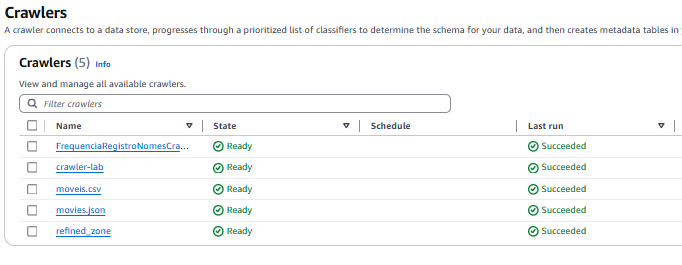 Crawlers
A crawler connects to a data store, progresses through a prioritized list of classifiers to determine the schema for your data, and then creates metadata tables in
Crawlers (5) Info
View and manage all available crawlers.
Filter crawlers
Name State Schedule Last run
FrequenciaRegistroNomesCra... Ready Succeeded
crawler-lab Ready Succeeded
moveis.csv Ready Succeeded
movies.json Ready Succeeded
refined_zone Ready Succeeded